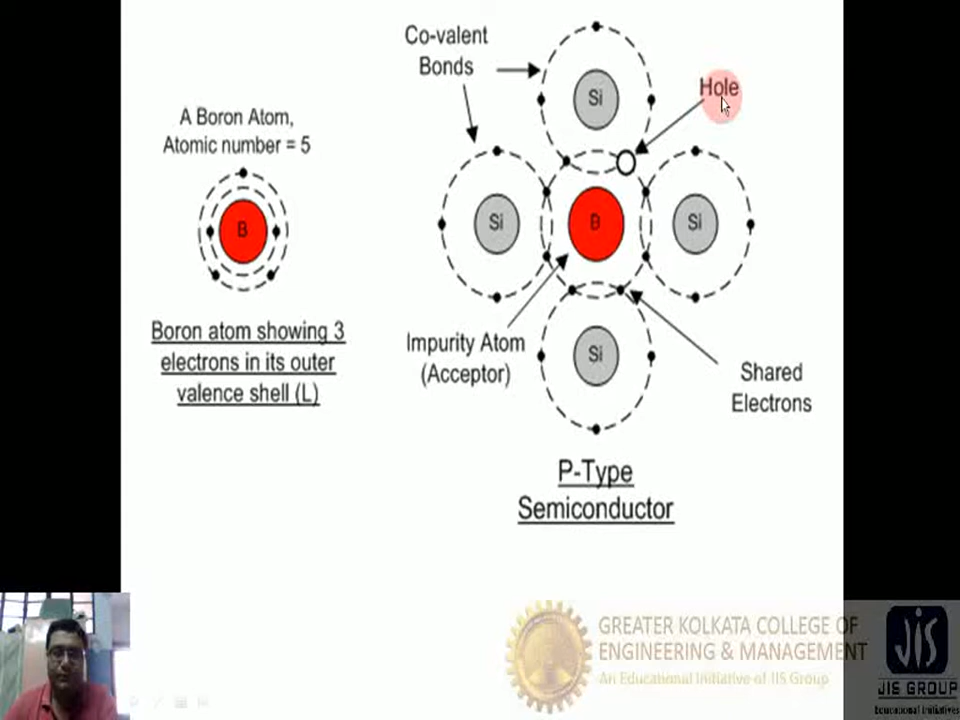 Co-valent
Bonds
Hole
Si
A Boron Atom,
Atomic number = 5
B
Si
B
Si
Boron atom showing 3
electrons in its outer
valence shell (L)
Impurity Atom
(Acceptor)
Si
Shared
Electrons
P-Type
Semiconductor
GREATER KOLKATA COLLEGE OF
ENGINEERING & MANAGEMENT
An Educational Initiative of JIS Group
JIS
JIS GROUP
Educational Initiatives